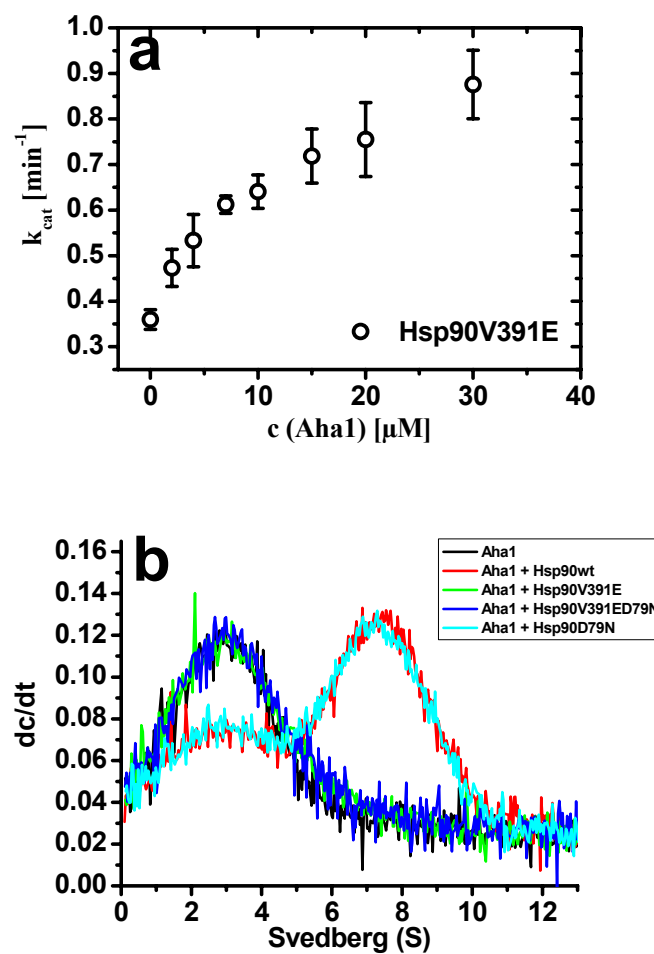 a
1.0
0.9
0.8
0.7
0.6
0.5
0.4
0.3
k_cat [min⁻¹]
Hsp90V391E
0 10 20 30 40
c (Aha1) [µM]
b
0.16
0.14
0.12
0.10
0.08
0.06
0.04
0.02
0.00
dc/dt
Aha1
Aha1 + Hsp90wt
Aha1 + Hsp90V391E
Aha1 + Hsp90V391ED79N
Aha1 + Hsp90D79N
0 2 4 6 8 10 12
Svedberg (S)